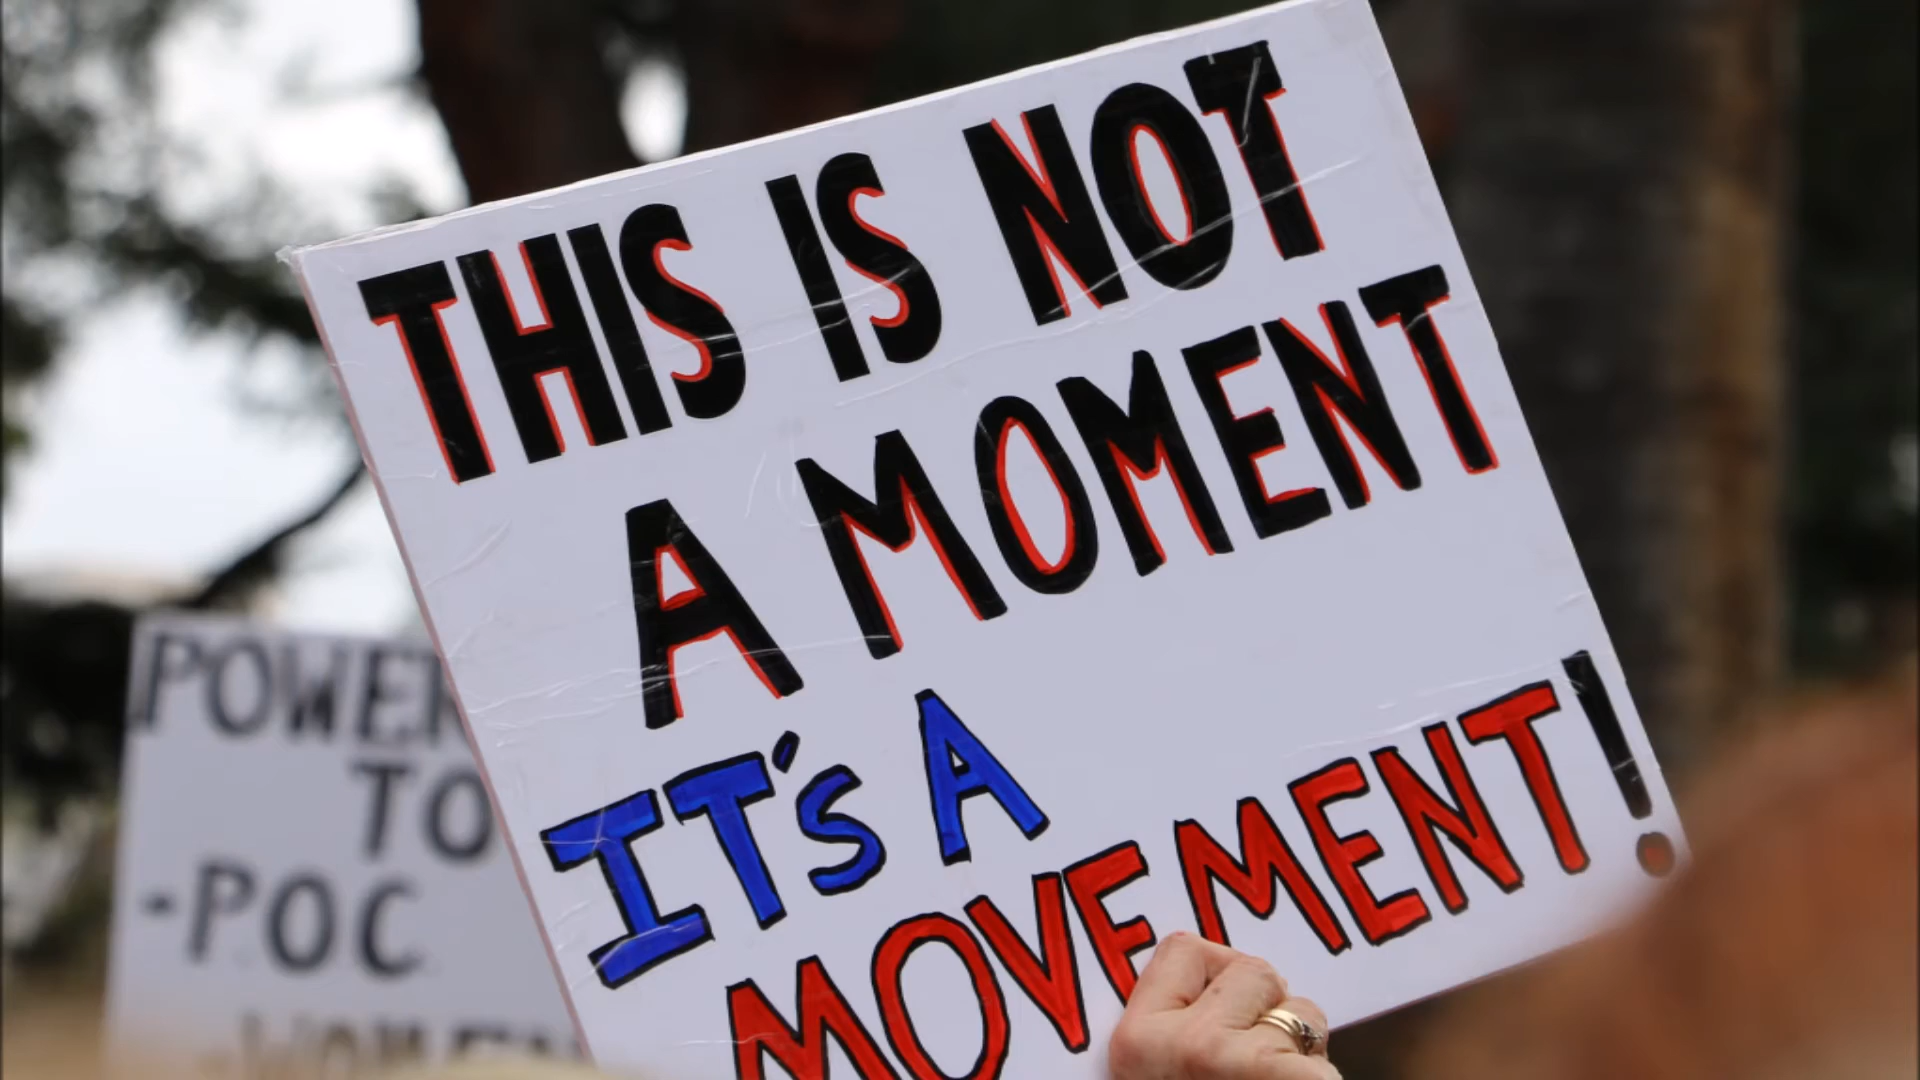 THIS IS NOT
A MOMENT
IT'S A
MOVEMENT!
POWER
TO
-POC